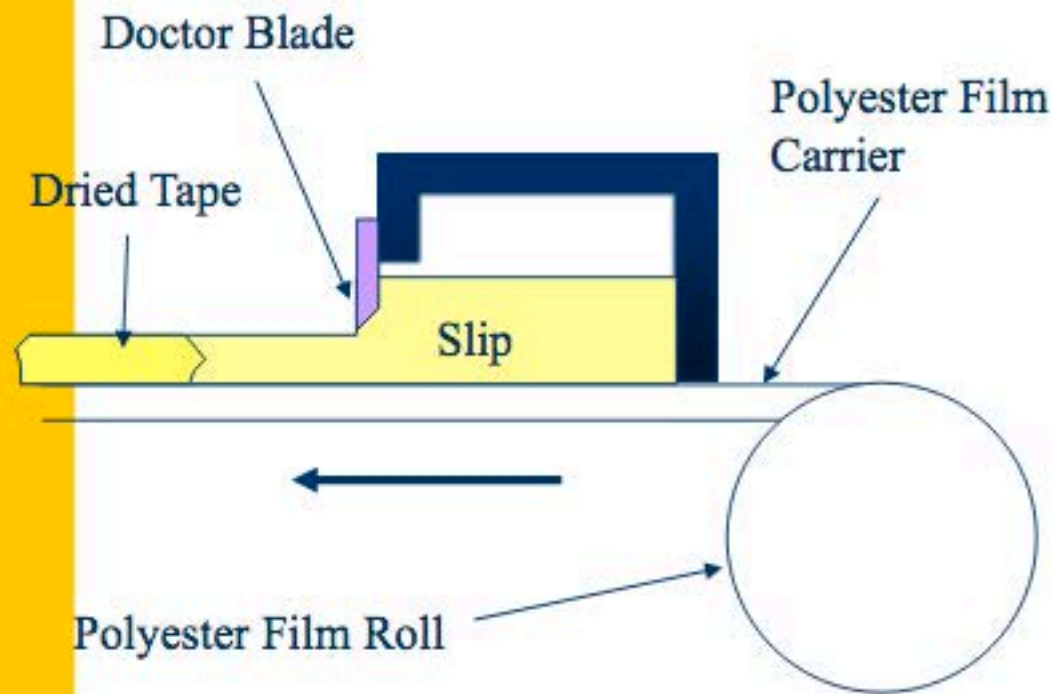 Doctor Blade
Polyester Film
Carrier
Dried Tape
Slip
Polyester Film Roll